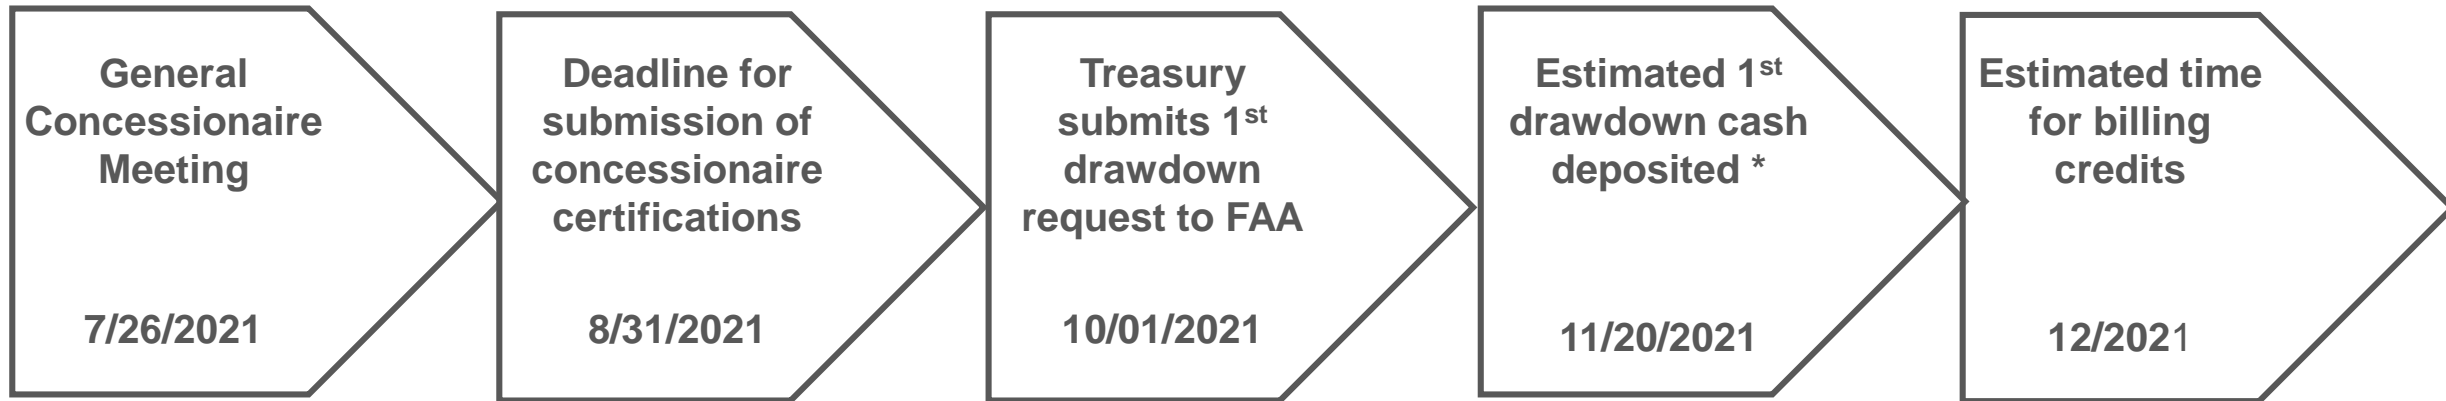 General
Concessionaire
Meeting
7/26/2021
Deadline for
submission of
concessionaire
certifications
8/31/2021
Treasury
submits 1st
drawdown
request to FAA
10/01/2021
Estimated 1st
drawdown cash
deposited *
11/20/2021
Estimated time
for billing
credits
12/2021